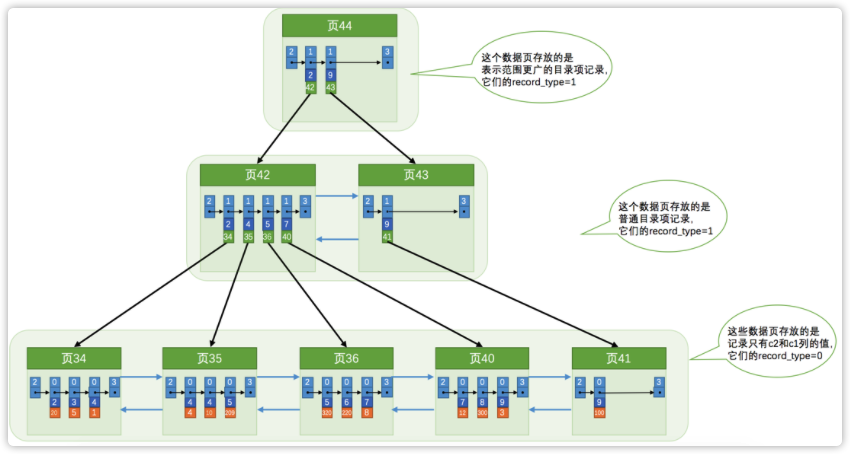 页44
2 1 1 3
2 9
42 43
这个数据页存放的是
表示范围更广的目录项记录,
它们的record_type=1
页42 页43
2 1 1 1 1 3 2 1 3
2 4 5 7 9
34 35 36 40 41
这个数据页存放的是
普通目录项记录,
它们的record_type=1
这些数据页存放的是
记录只有c2和c1列的值,
它们的record_type=0
页34 页35 页36 页40 页41
2 0 0 0 3 2 0 0 0 3 2 0 0 0 3 2 0 0 0 3 2 0 3
2 3 4 4 4 5 5 6 7 7 8 9 9
20 5 1 4 10 209 320 220 8 12 300 3 100